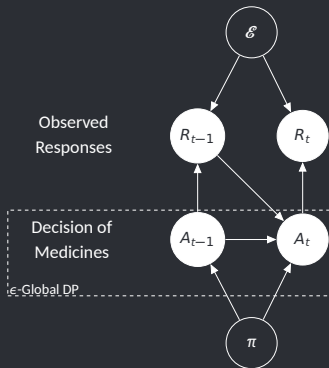 ℰ
Observed
Responses
R_{t−1}
R_t
Decision of
Medicines
A_{t−1}
A_t
ϵ-Global DP
π